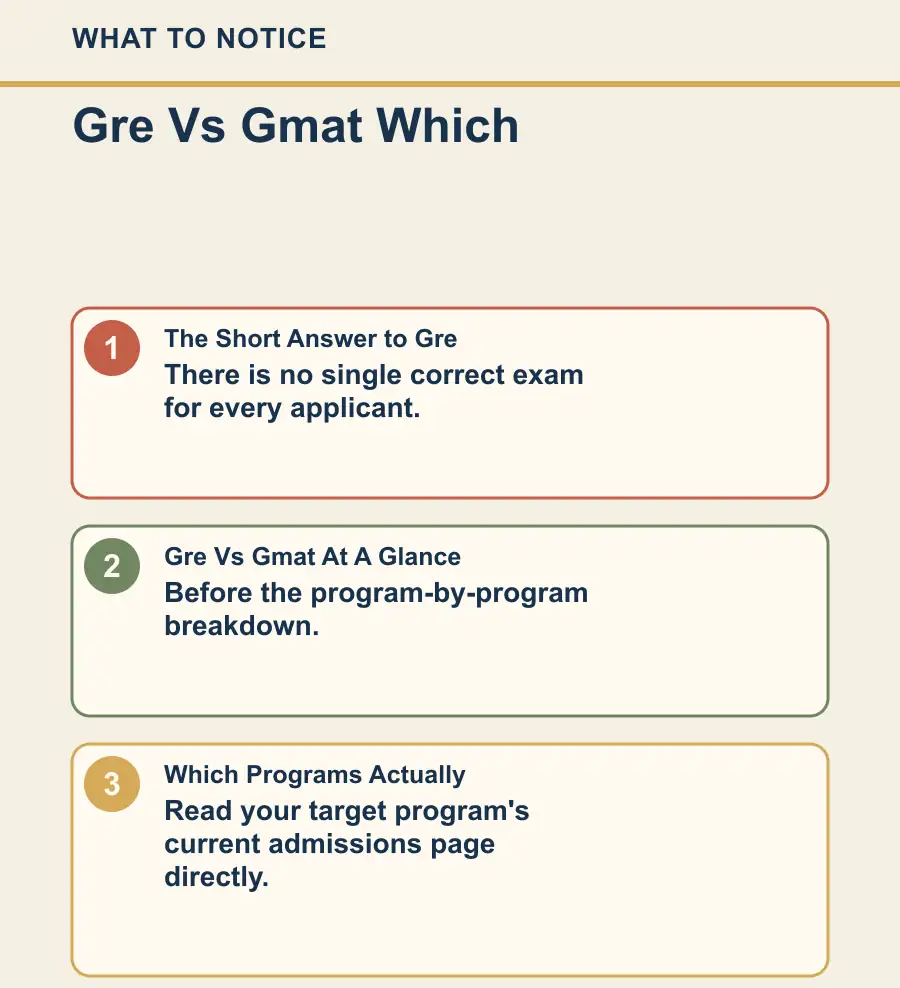 WHAT TO NOTICE
Gre Vs Gmat Which
1
The Short Answer to Gre
There is no single correct exam
for every applicant.
2
Gre Vs Gmat At A Glance
Before the program-by-program
breakdown.
3
Which Programs Actually
Read your target program's
current admissions page
directly.